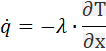 q̇ = −λ · ∂T/∂x